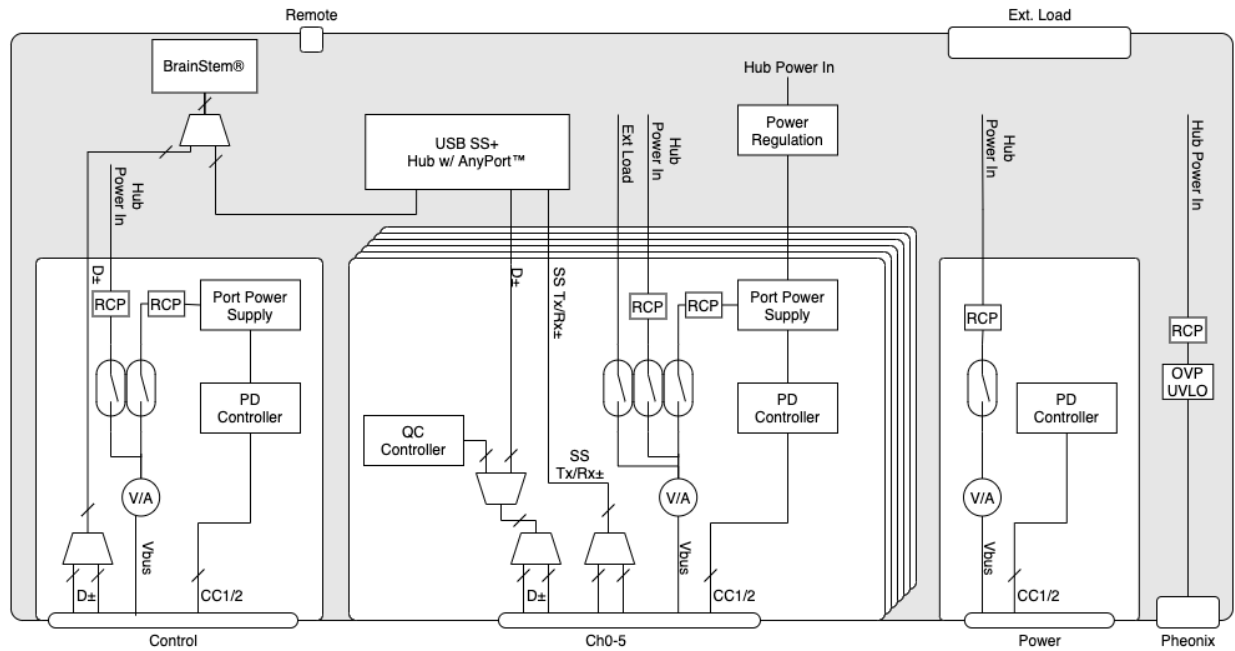 Remote
Ext. Load
BrainStem®
USB SS+
Hub w/ AnyPort™
Hub Power In
Power
Regulation
Hub
Power In
Ext Load
Hub
Power In
Hub
Power In
Hub Power In
D±
RCP
RCP
Port Power
Supply
PD
Controller
V/A
Vbus
D±
CC1/2
Control
D±
SS Tx/Rx±
RCP
RCP
Port Power
Supply
PD
Controller
QC
Controller
SS
Tx/Rx±
V/A
Vbus
D±
CC1/2
Ch0-5
RCP
PD
Controller
V/A
Vbus
CC1/2
Power
RCP
OVP
UVLO
Pheonix